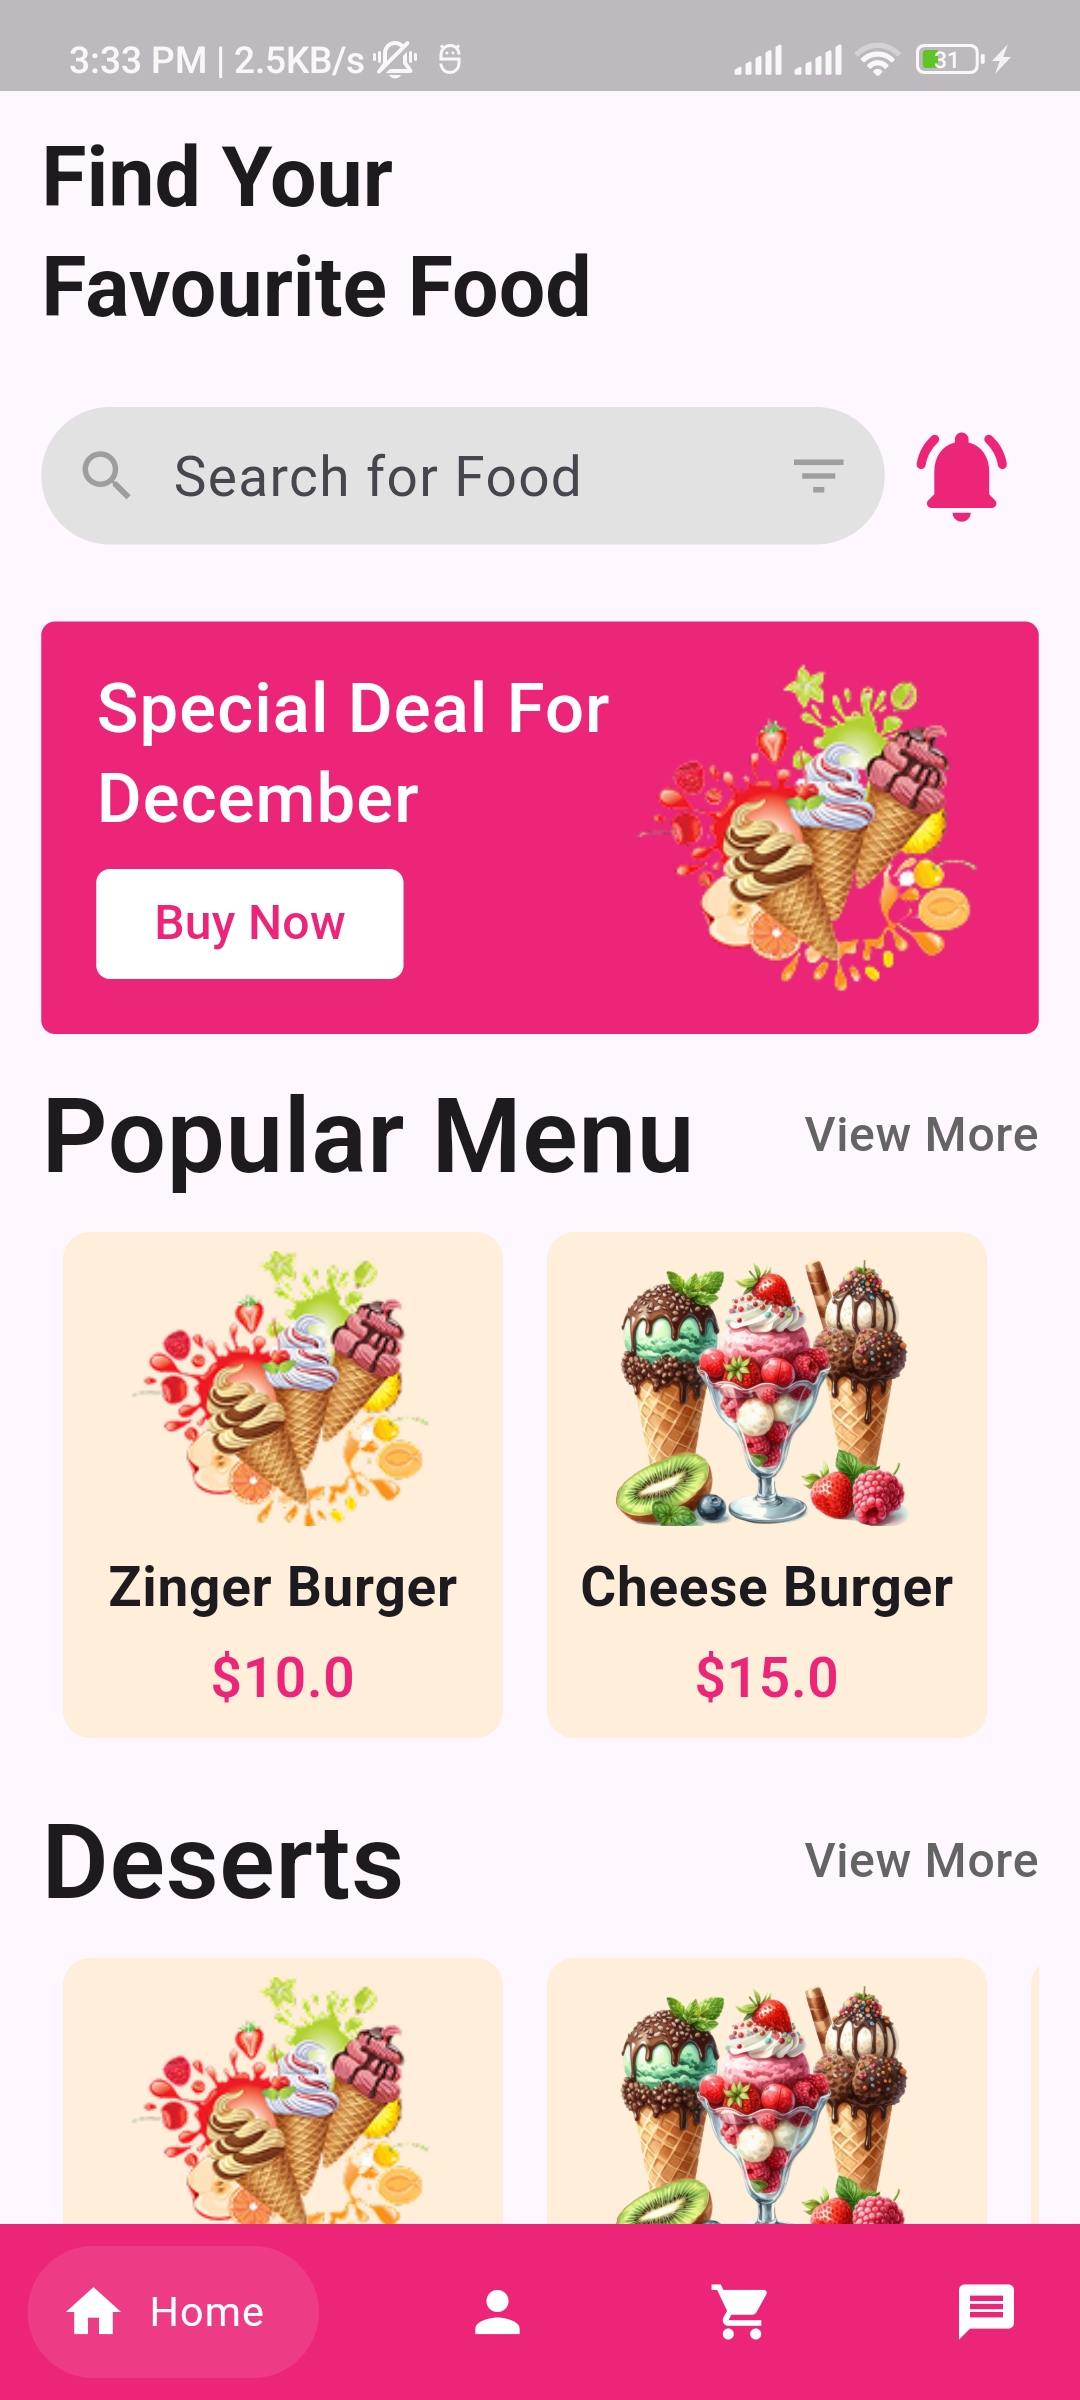 3:33 PM | 2.5KB/s 31
Find Your
Favourite Food
Search for Food
Special Deal For
December
Buy Now
Popular Menu View More
Zinger Burger Cheese Burger
$10.0 $15.0
Deserts View More
Home